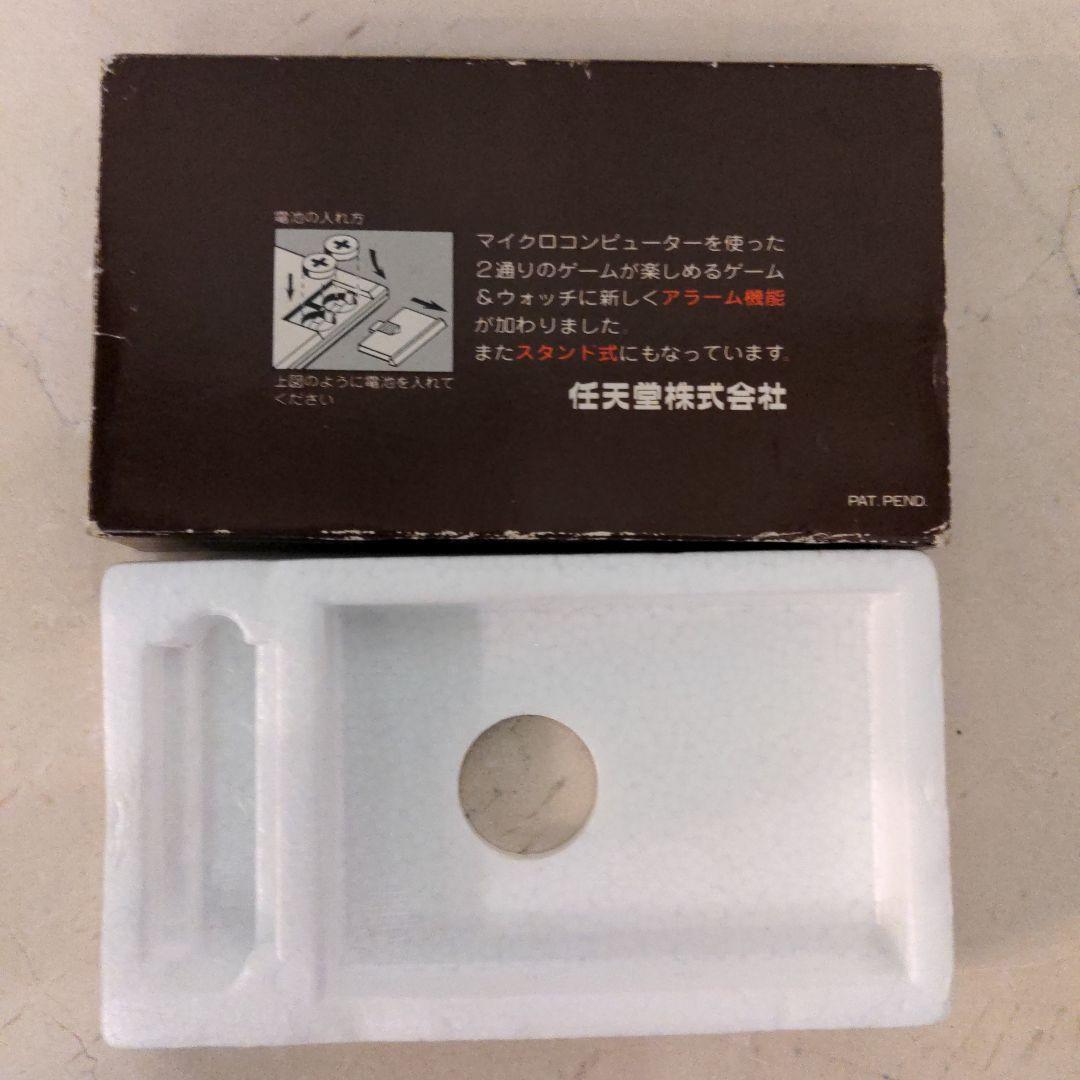 電池の入れ方
上図のように電池を入れて
ください
マイクロコンピューターを使った
2通りのゲームが楽しめるゲーム
&ウォッチに新しくアラーム機能
が加わりました。
またスタンド式にもなっています。
任天堂株式会社
PAT. PEND.